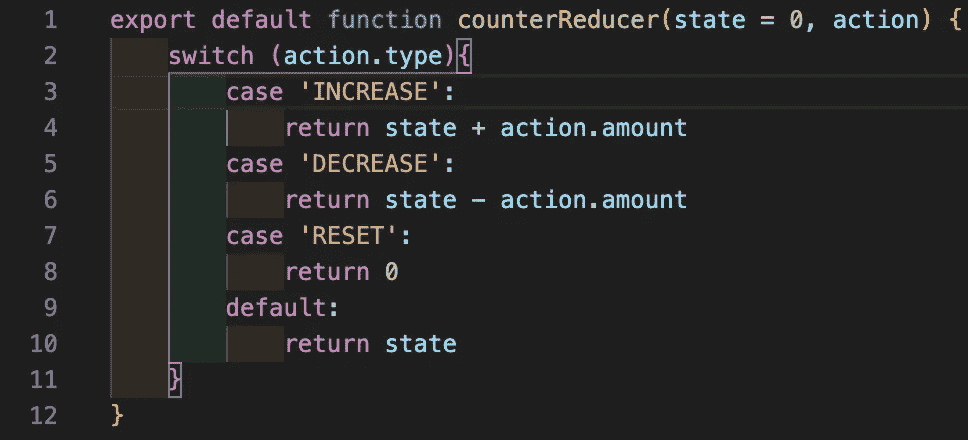 1 export default function counterReducer(state = 0, action) {
2     switch (action.type){
3         case 'INCREASE':
4             return state + action.amount
5         case 'DECREASE':
6             return state - action.amount
7         case 'RESET':
8             return 0
9         default:
10             return state
11     }
12 }